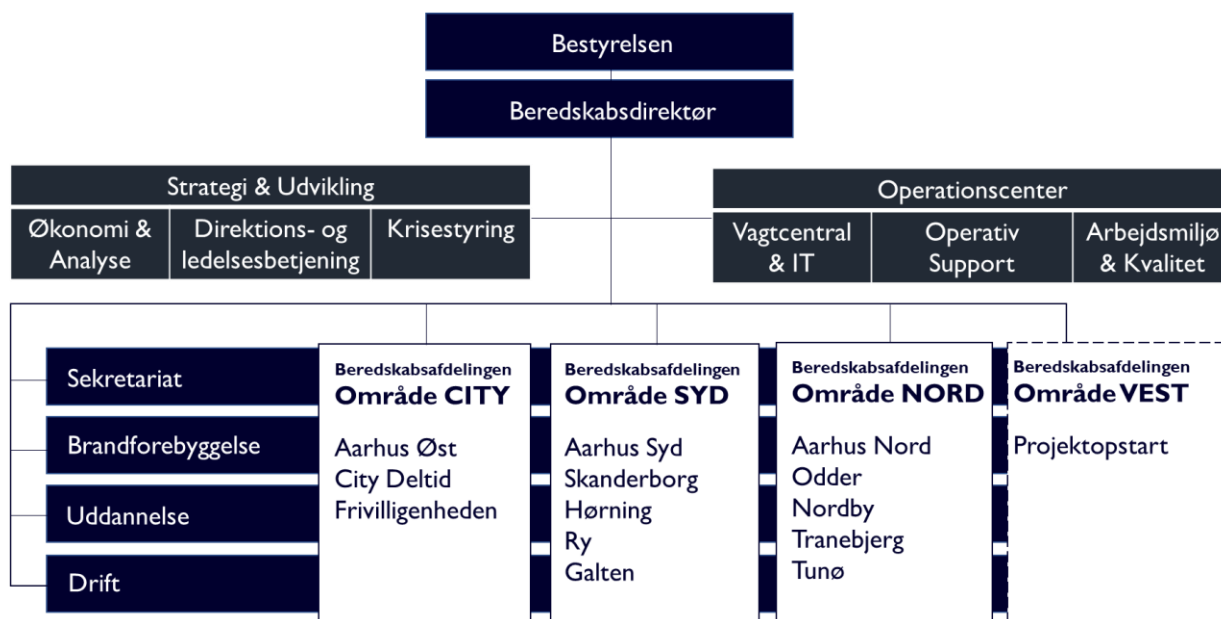 Bestyrelsen
Beredskabsdirektør
Strategi & Udvikling
Økonomi &
Analyse
Direktions- og
ledelsesbetjening
Krisestyring
Operationscenter
Vagtcentral
& IT
Operativ
Support
Arbejdsmiljø
& Kvalitet
Sekretariat
Brandforebyggelse
Uddannelse
Drift
Beredskabsafdelingen
Område CITY
Aarhus Øst
City Deltid
Frivilligenheden
Beredskabsafdelingen
Område SYD
Aarhus Syd
Skanderborg
Hørning
Ry
Galten
Beredskabsafdelingen
Område NORD
Aarhus Nord
Odder
Nordby
Tranebjerg
Tunø
Beredskabsafdelingen
Område VEST
Projektopstart